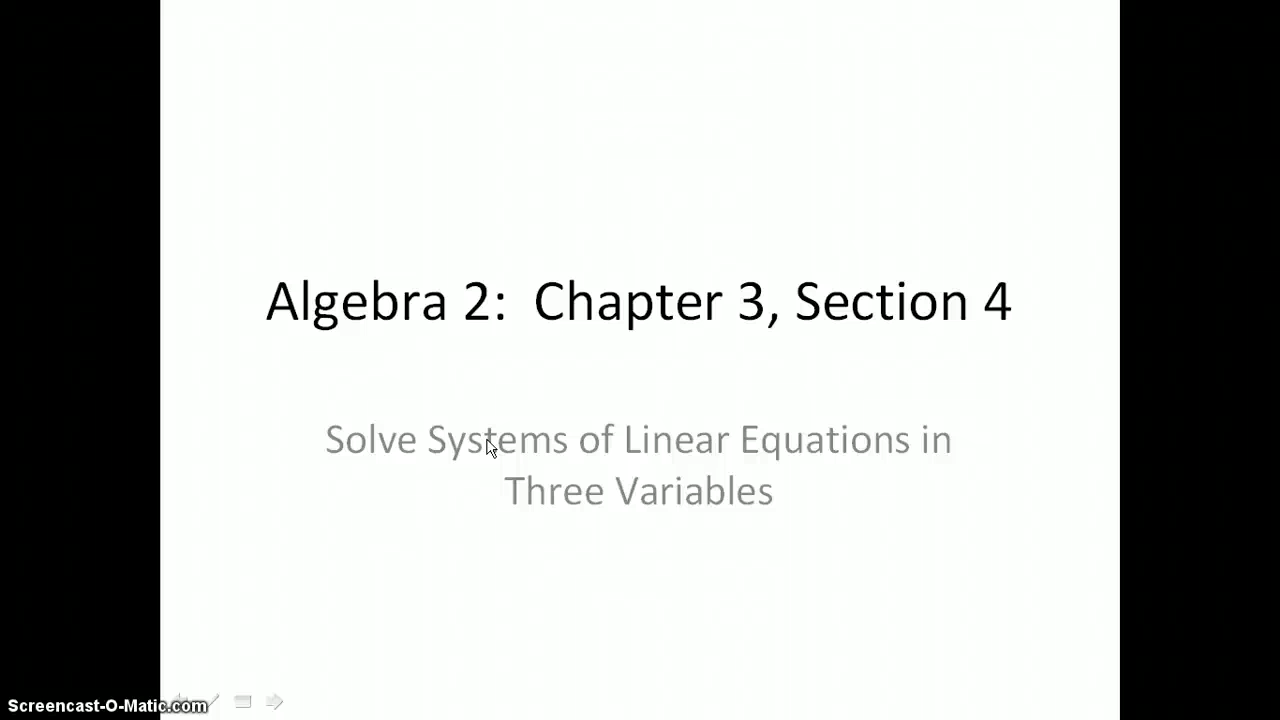 Algebra 2:  Chapter 3, Section 4
Solve Systems of Linear Equations in
Three Variables
Screencast-O-Matic.com